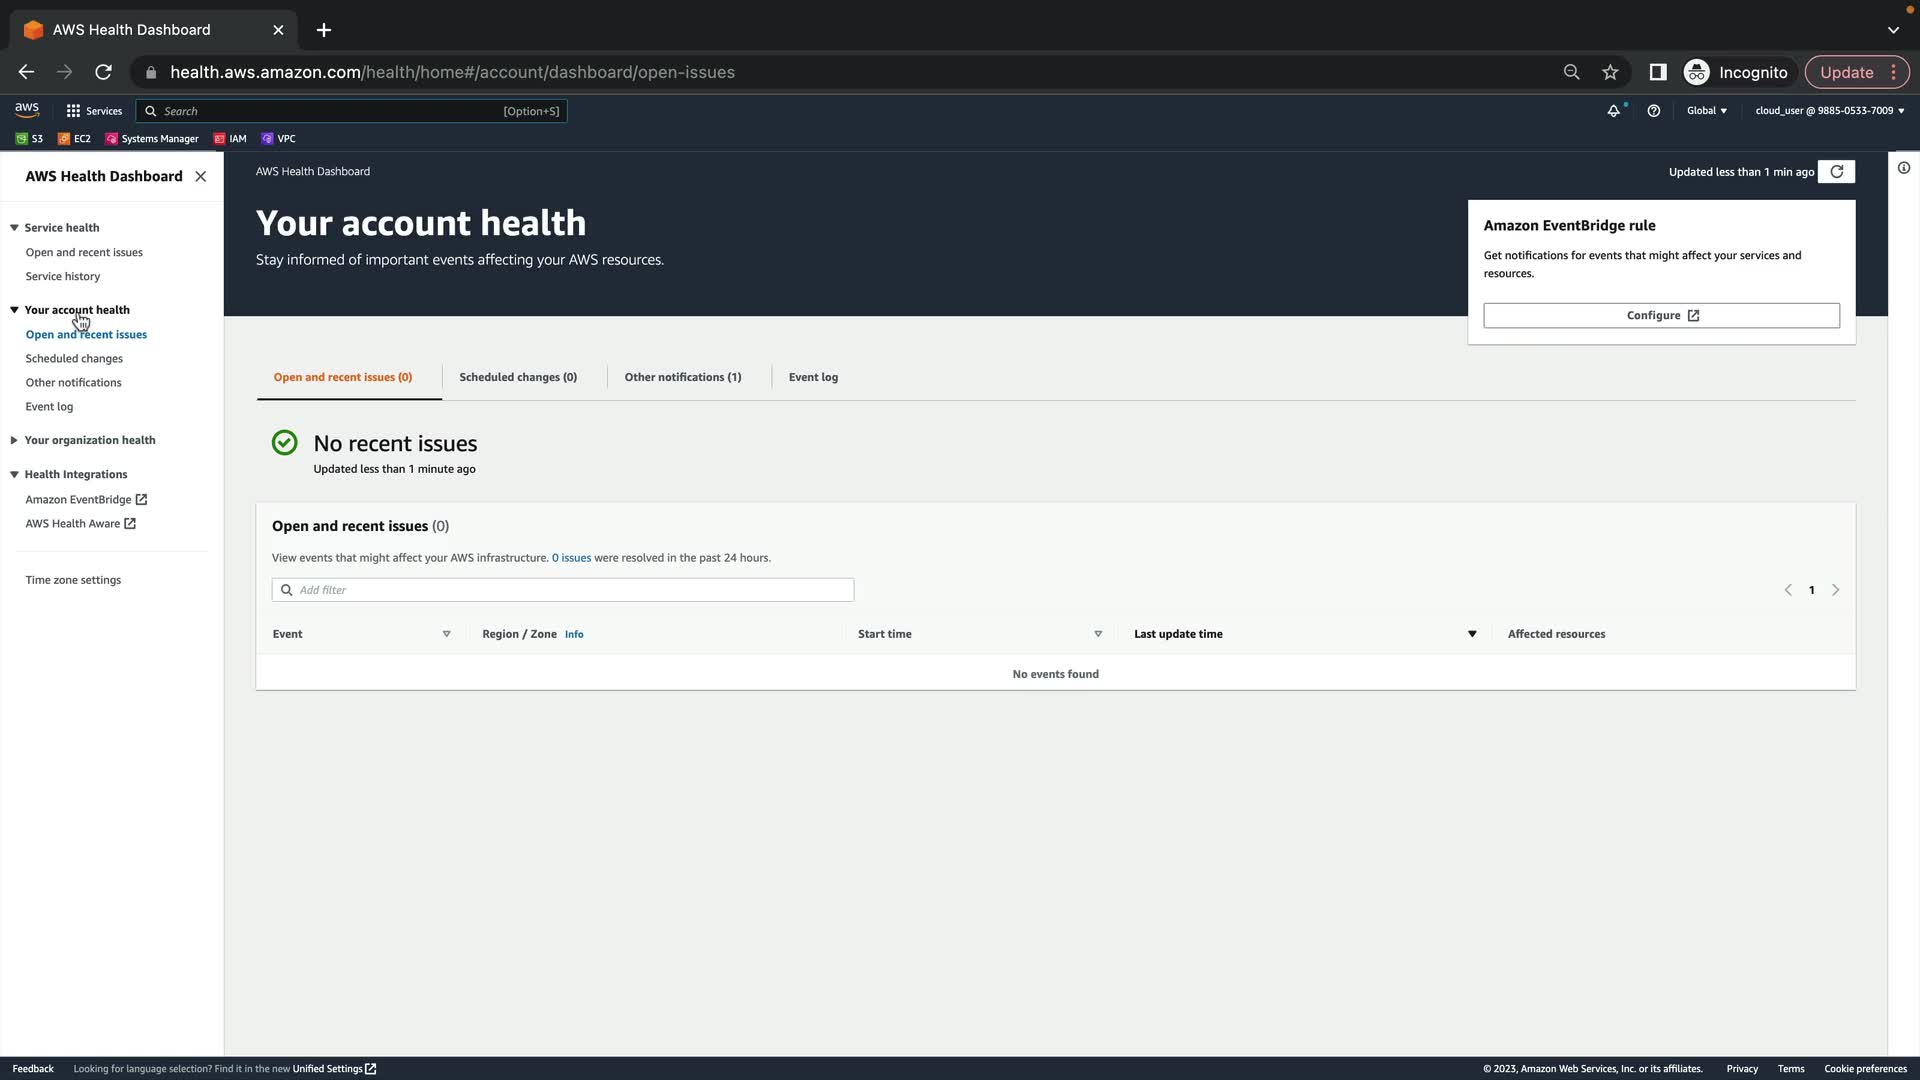 AWS Health Dashboard
health.aws.amazon.com/health/home#/account/dashboard/open-issues
Incognito
Update
aws
Services
Search
[Option+S]
Global
cloud_user @ 9885-0533-7009
S3
EC2
Systems Manager
IAM
VPC
AWS Health Dashboard
Service health
Open and recent issues
Service history
Your account health
Open and recent issues
Scheduled changes
Other notifications
Event log
Your organization health
Health Integrations
Amazon EventBridge
AWS Health Aware
Time zone settings
AWS Health Dashboard
Updated less than 1 min ago
Your account health
Stay informed of important events affecting your AWS resources.
Amazon EventBridge rule
Get notifications for events that might affect your services and
resources.
Configure
Open and recent issues (0)
Scheduled changes (0)
Other notifications (1)
Event log
No recent issues
Updated less than 1 minute ago
Open and recent issues (0)
View events that might affect your AWS infrastructure. 0 issues were resolved in the past 24 hours.
Add filter
1
Event
Region / Zone Info
Start time
Last update time
Affected resources
No events found
Feedback
Looking for language selection? Find it in the new Unified Settings
© 2023, Amazon Web Services, Inc. or its affiliates.
Privacy
Terms
Cookie preferences